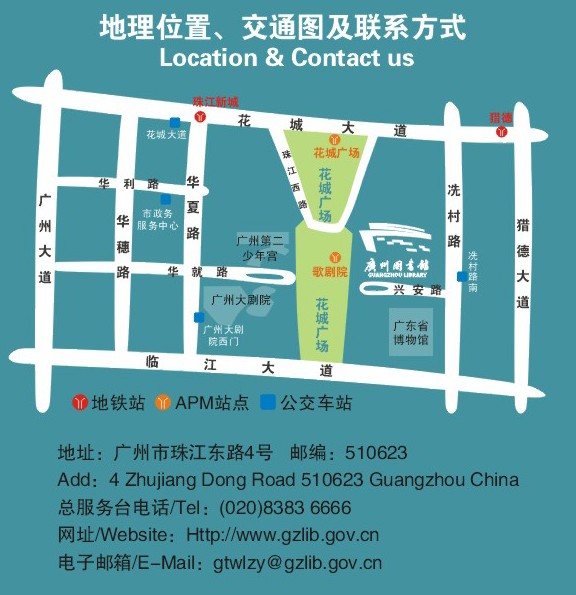 地理位置、交通图及联系方式
Location & Contact us
珠江新城
花城大道
猎德
花城大道
花城广场
珠江西路
花城广场
华利路
华夏路
市政务
服务中心
广州大道
华穗路
冼村路
猎德大道
广州第二
少年宫
廣州图書館
GUANGZHOU LIBRARY
歌剧院
冼村路南
华就路
兴安路
广州大剧院
花城广场
广州大剧
院西门
广东省
博物馆
临江大道
地铁站 APM站点 公交车站
地址：广州市珠江东路4号 邮编：510623
Add：4 Zhujiang Dong Road 510623 Guangzhou China
总服务台电话/Tel：(020)8383 6666
网址/Website：Http://www.gzlib.gov.cn
电子邮箱/E-Mail：gtwlzy@gzlib.gov.cn